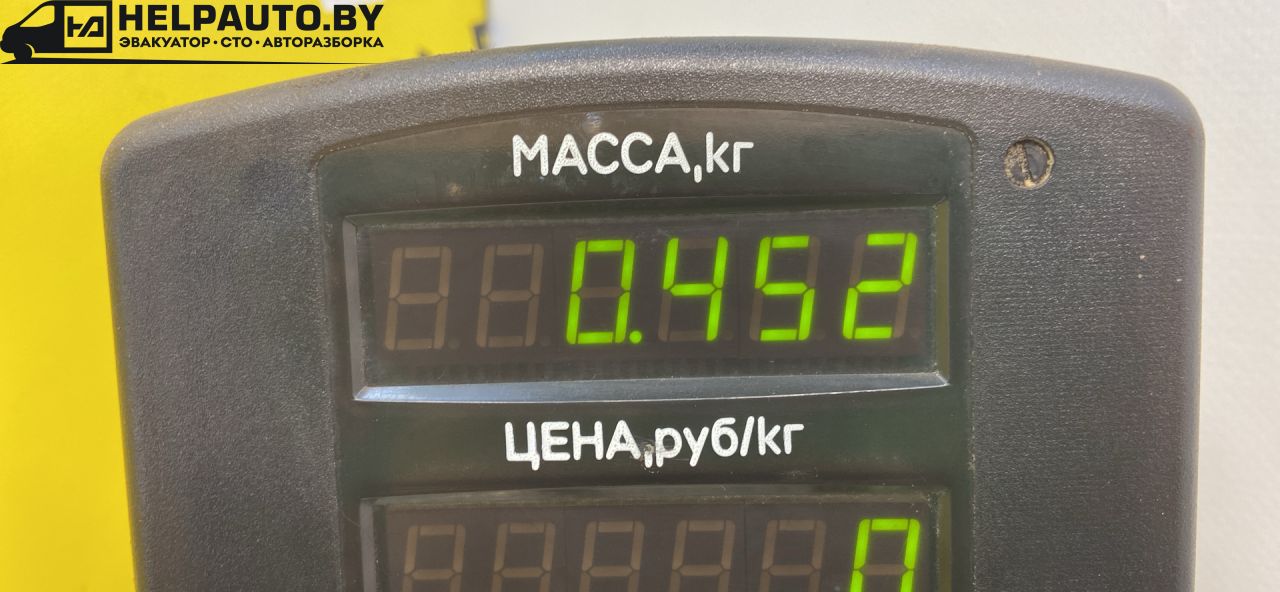 HELPAUTO.BY
ЭВАКУАТОР · СТО · АВТОРАЗБОРКА
МАССА,кг
0.452
ЦЕНА,руб/кг
0